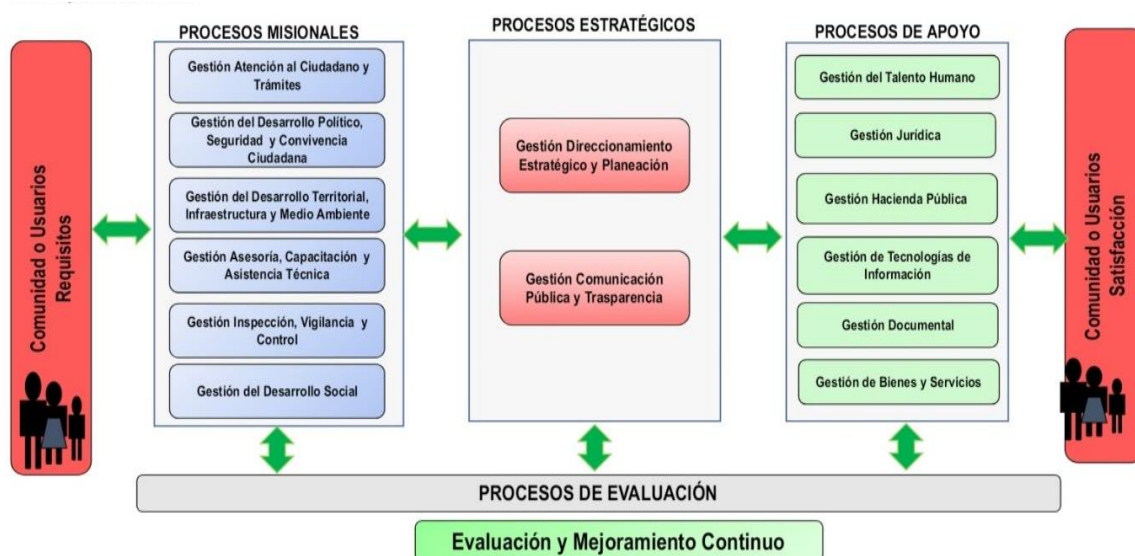 Comunidad o Usuarios
Requisitos
PROCESOS MISIONALES
Gestión Atención al Ciudadano y
Trámites
Gestión del Desarrollo Político,
Seguridad y Convivencia
Ciudadana
Gestión del Desarrollo Territorial,
Infraestructura y Medio Ambiente
Gestión Asesoría, Capacitación y
Asistencia Técnica
Gestión Inspección, Vigilancia y
Control
Gestión del Desarrollo Social
PROCESOS ESTRATÉGICOS
Gestión Direccionamiento
Estratégico y Planeación
Gestión Comunicación
Pública y Trasparencia
PROCESOS DE APOYO
Gestión del Talento Humano
Gestión Jurídica
Gestión Hacienda Pública
Gestión de Tecnologías de
Información
Gestión Documental
Gestión de Bienes y Servicios
Comunidad o Usuarios
Satisfacción
PROCESOS DE EVALUACIÓN
Evaluación y Mejoramiento Continuo